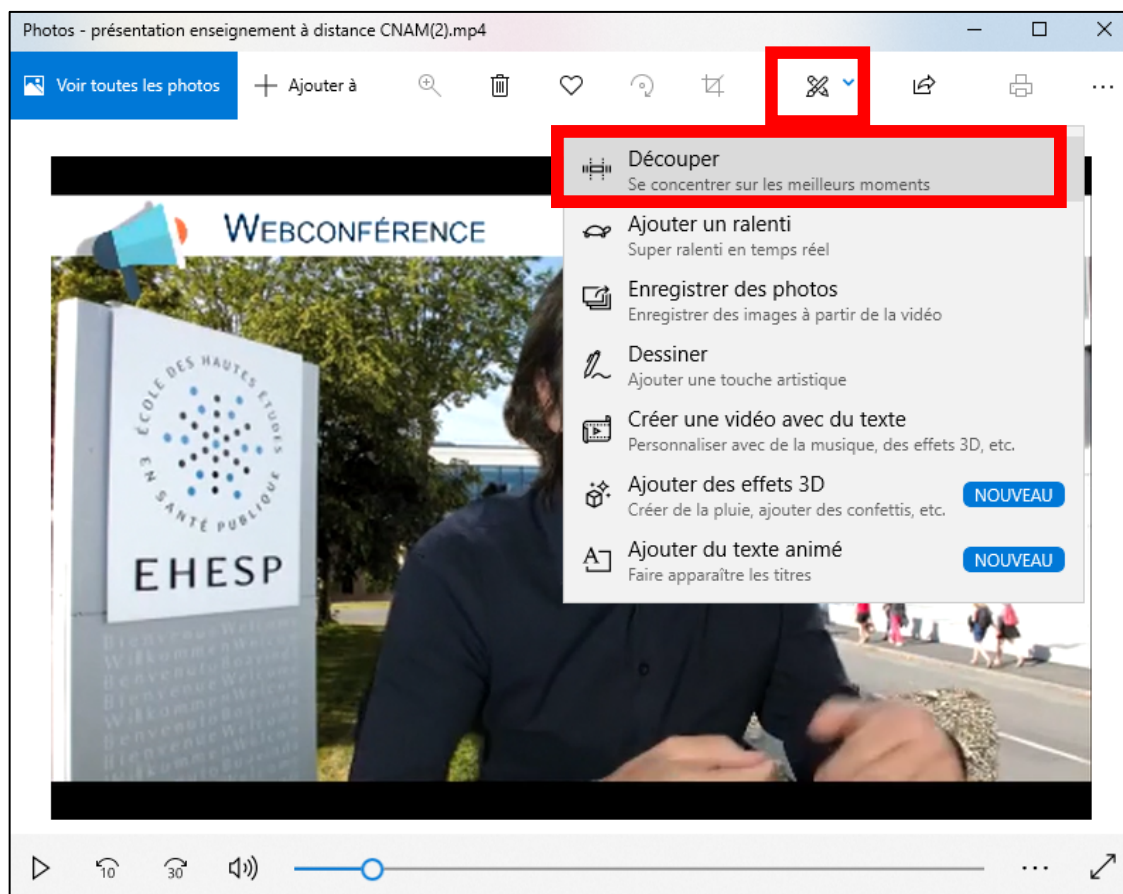 Photos - présentation enseignement à distance CNAM(2).mp4
Voir toutes les photos
Ajouter à
Découper
Se concentrer sur les meilleurs moments
WEBCONFÉRENCE
Ajouter un ralenti
Super ralenti en temps réel
Enregistrer des photos
Enregistrer des images à partir de la vidéo
Dessiner
Ajouter une touche artistique
Créer une vidéo avec du texte
Personnaliser avec de la musique, des effets 3D, etc.
Ajouter des effets 3D
NOUVEAU
Créer de la pluie, ajouter des confettis, etc.
Ajouter du texte animé
NOUVEAU
Faire apparaître les titres
ÉCOLE DES HAUTES ÉTUDES
EN SANTÉ PUBLIQUE
EHESP
10
30